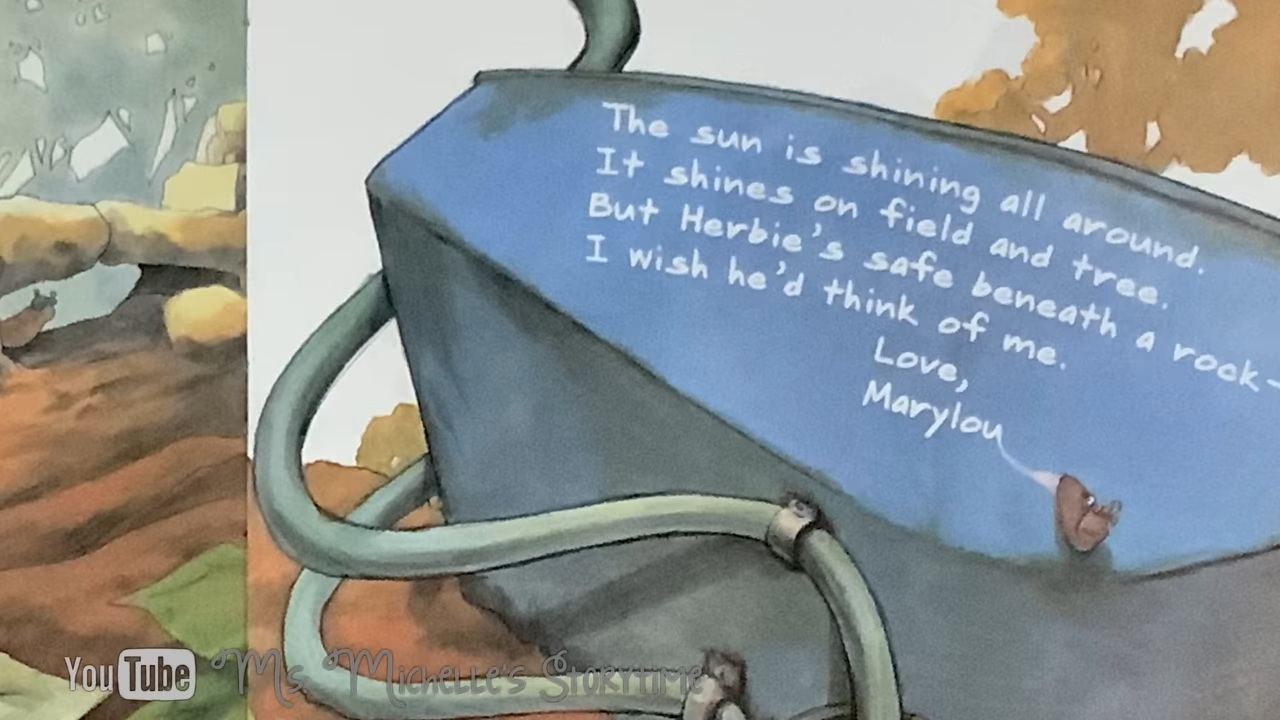 The sun is shining all around.
It shines on field and tree.
But Herbie's safe beneath a rock-
I wish he'd think of me.
Love,
Marylou
YouTube Ms. Michelle's Storytime